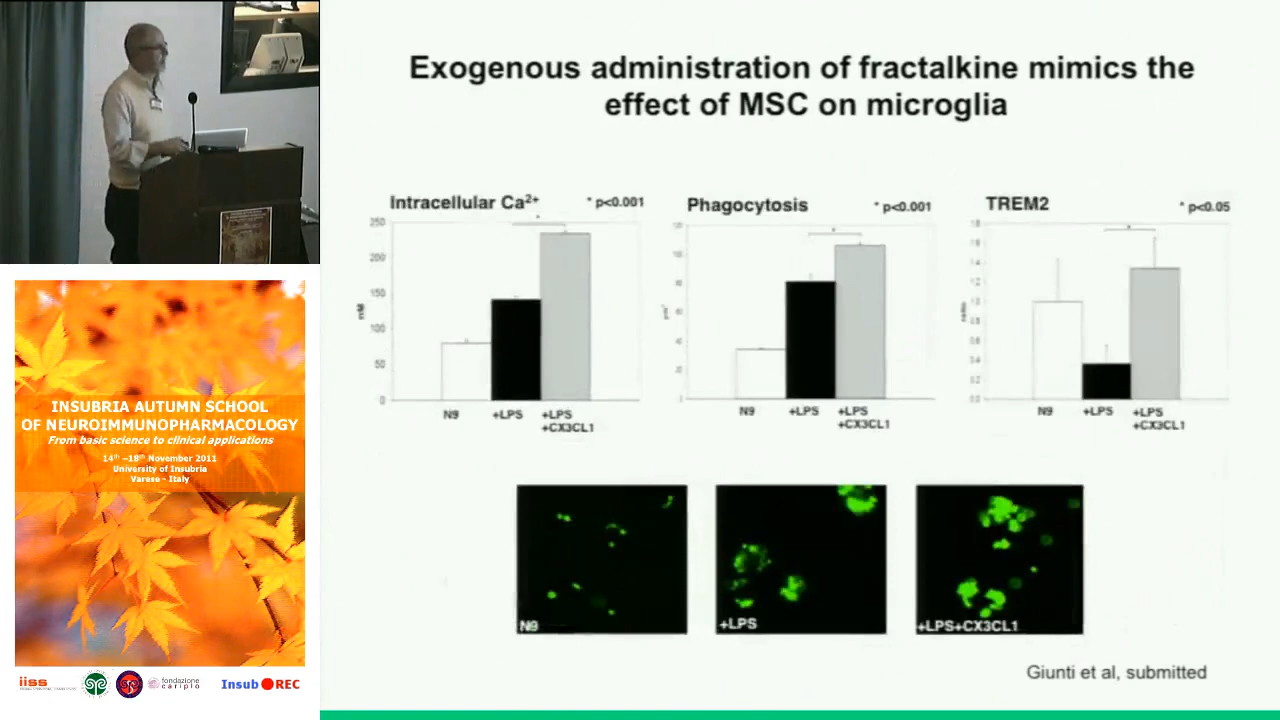 Exogenous administration of fractalkine mimics the
effect of MSC on microglia
Intracellular Ca²⁺
* p<0.001
250
200
150
100
50
0
mM
*
N9
+LPS
+LPS
+CX3CL1
Phagocytosis
* p<0.001
*
N9
+LPS
+LPS
+CX3CL1
TREM2
* p<0.05
*
N9
+LPS
+LPS
+CX3CL1
N9
+LPS
+LPS+CX3CL1
Giunti et al, submitted
INSUBRIA AUTUMN SCHOOL
OF NEUROIMMUNOPHARMACOLOGY
From basic science to clinical applications
14th –18th November 2011
University of Insubria
Varese - Italy
iiss
fondazione
cariplo
Insub REC